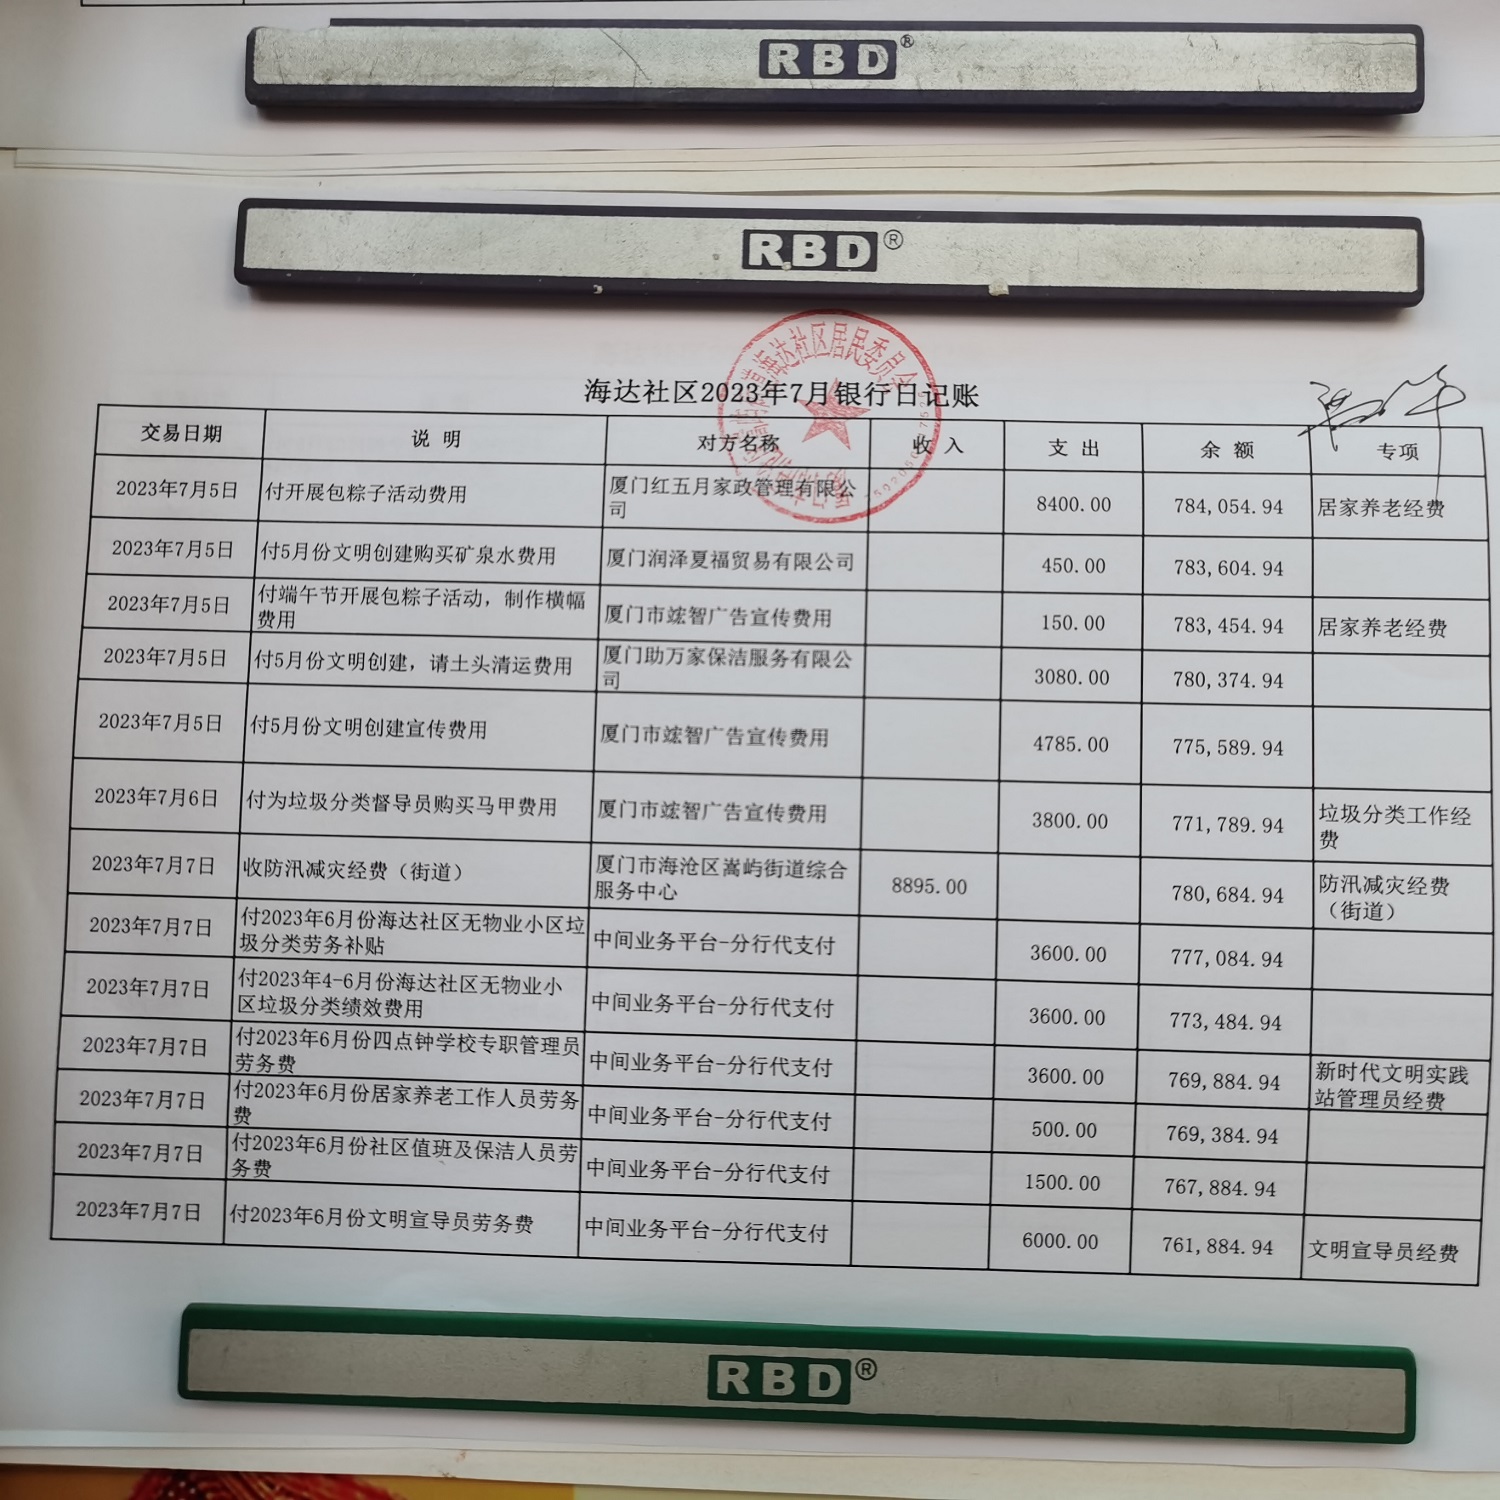 RBD®
RBD®
海达社区2023年7月银行日记账
交易日期 说 明 对方名称 收 入 支 出 余 额 专项
2023年7月5日 付开展包粽子活动费用 厦门红五月家政管理有限公
司 8400.00 784,054.94 居家养老经费
2023年7月5日 付5月份文明创建购买矿泉水费用 厦门润泽夏福贸易有限公司 450.00 783,604.94
2023年7月5日 付端午节开展包粽子活动，制作横幅
费用 厦门市竤智广告宣传费用 150.00 783,454.94 居家养老经费
2023年7月5日 付5月份文明创建，请土头清运费用 厦门助万家保洁服务有限公
司 3080.00 780,374.94
2023年7月5日 付5月份文明创建宣传费用 厦门市竤智广告宣传费用 4785.00 775,589.94
2023年7月6日 付为垃圾分类督导员购买马甲费用 厦门市竤智广告宣传费用 3800.00 771,789.94 垃圾分类工作经
费
2023年7月7日 收防汛减灾经费（街道） 厦门市海沧区嵩屿街道综合
服务中心 8895.00 780,684.94 防汛减灾经费
（街道）
2023年7月7日 付2023年6月份海达社区无物业小区垃
圾分类劳务补贴 中间业务平台-分行代支付 3600.00 777,084.94
2023年7月7日 付2023年4-6月份海达社区无物业小
区垃圾分类绩效费用 中间业务平台-分行代支付 3600.00 773,484.94
2023年7月7日 付2023年6月份四点钟学校专职管理员
劳务费 中间业务平台-分行代支付 3600.00 769,884.94 新时代文明实践
站管理员经费
2023年7月7日 付2023年6月份居家养老工作人员劳务
费 中间业务平台-分行代支付 500.00 769,384.94
2023年7月7日 付2023年6月份社区值班及保洁人员劳
务费 中间业务平台-分行代支付 1500.00 767,884.94
2023年7月7日 付2023年6月份文明宣导员劳务费 中间业务平台-分行代支付 6000.00 761,884.94 文明宣导员经费
RBD®